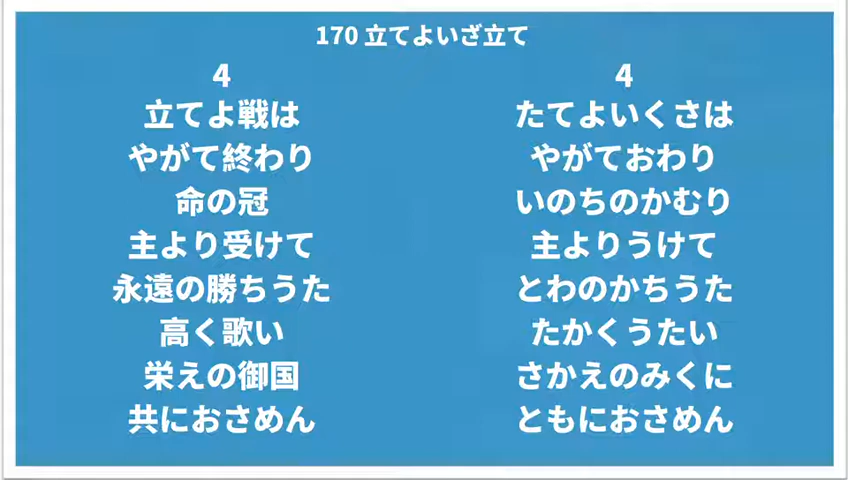 170 立てよいざ立て
4
立てよ戦は
やがて終わり
命の冠
主より受けて
永遠の勝ちうた
高く歌い
栄えの御国
共におさめん
4
たてよいくさは
やがておわり
いのちのかむり
主よりうけて
とわのかちうた
たかくうたい
さかえのみくに
ともにおさめん